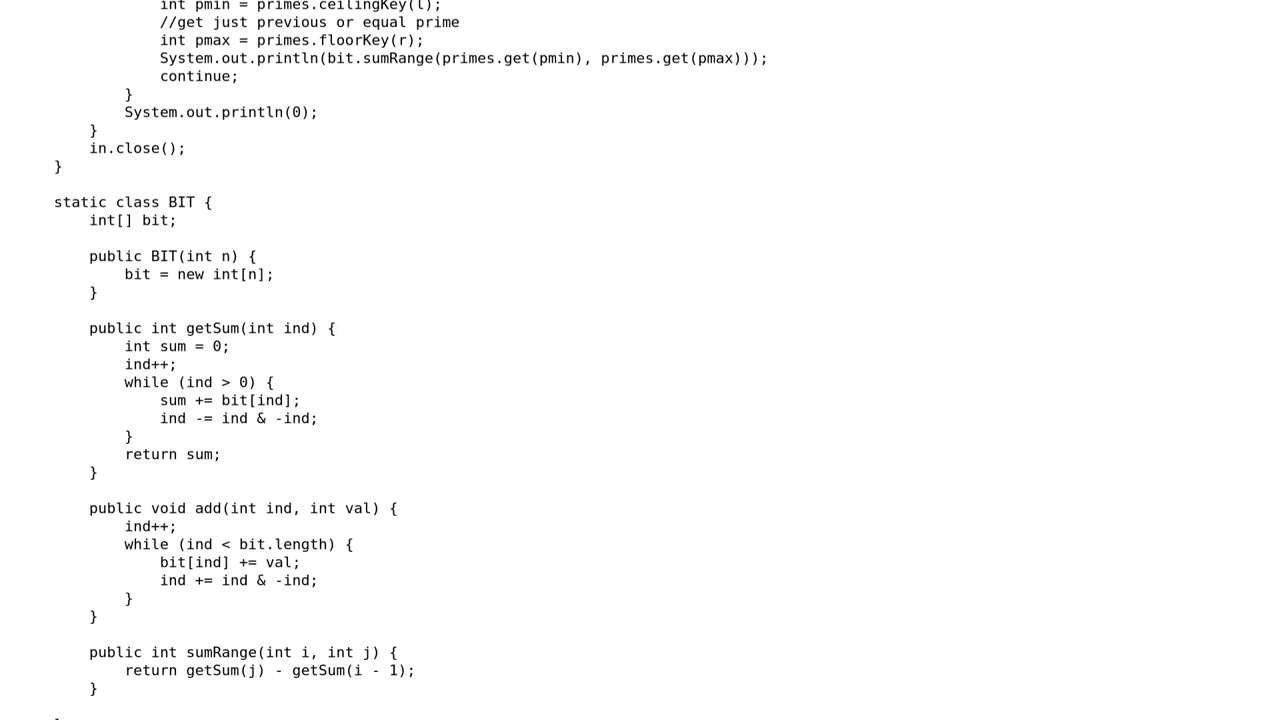 int pmin = primes.ceilingKey(l);
//get just previous or equal prime
int pmax = primes.floorKey(r);
System.out.println(bit.sumRange(primes.get(pmin), primes.get(pmax)));
continue;
}
System.out.println(0);
}
in.close();
}
static class BIT {
int[] bit;
public BIT(int n) {
bit = new int[n];
}
public int getSum(int ind) {
int sum = 0;
ind++;
while (ind > 0) {
sum += bit[ind];
ind -= ind & -ind;
}
return sum;
}
public void add(int ind, int val) {
ind++;
while (ind < bit.length) {
bit[ind] += val;
ind += ind & -ind;
}
}
public int sumRange(int i, int j) {
return getSum(j) - getSum(i - 1);
}